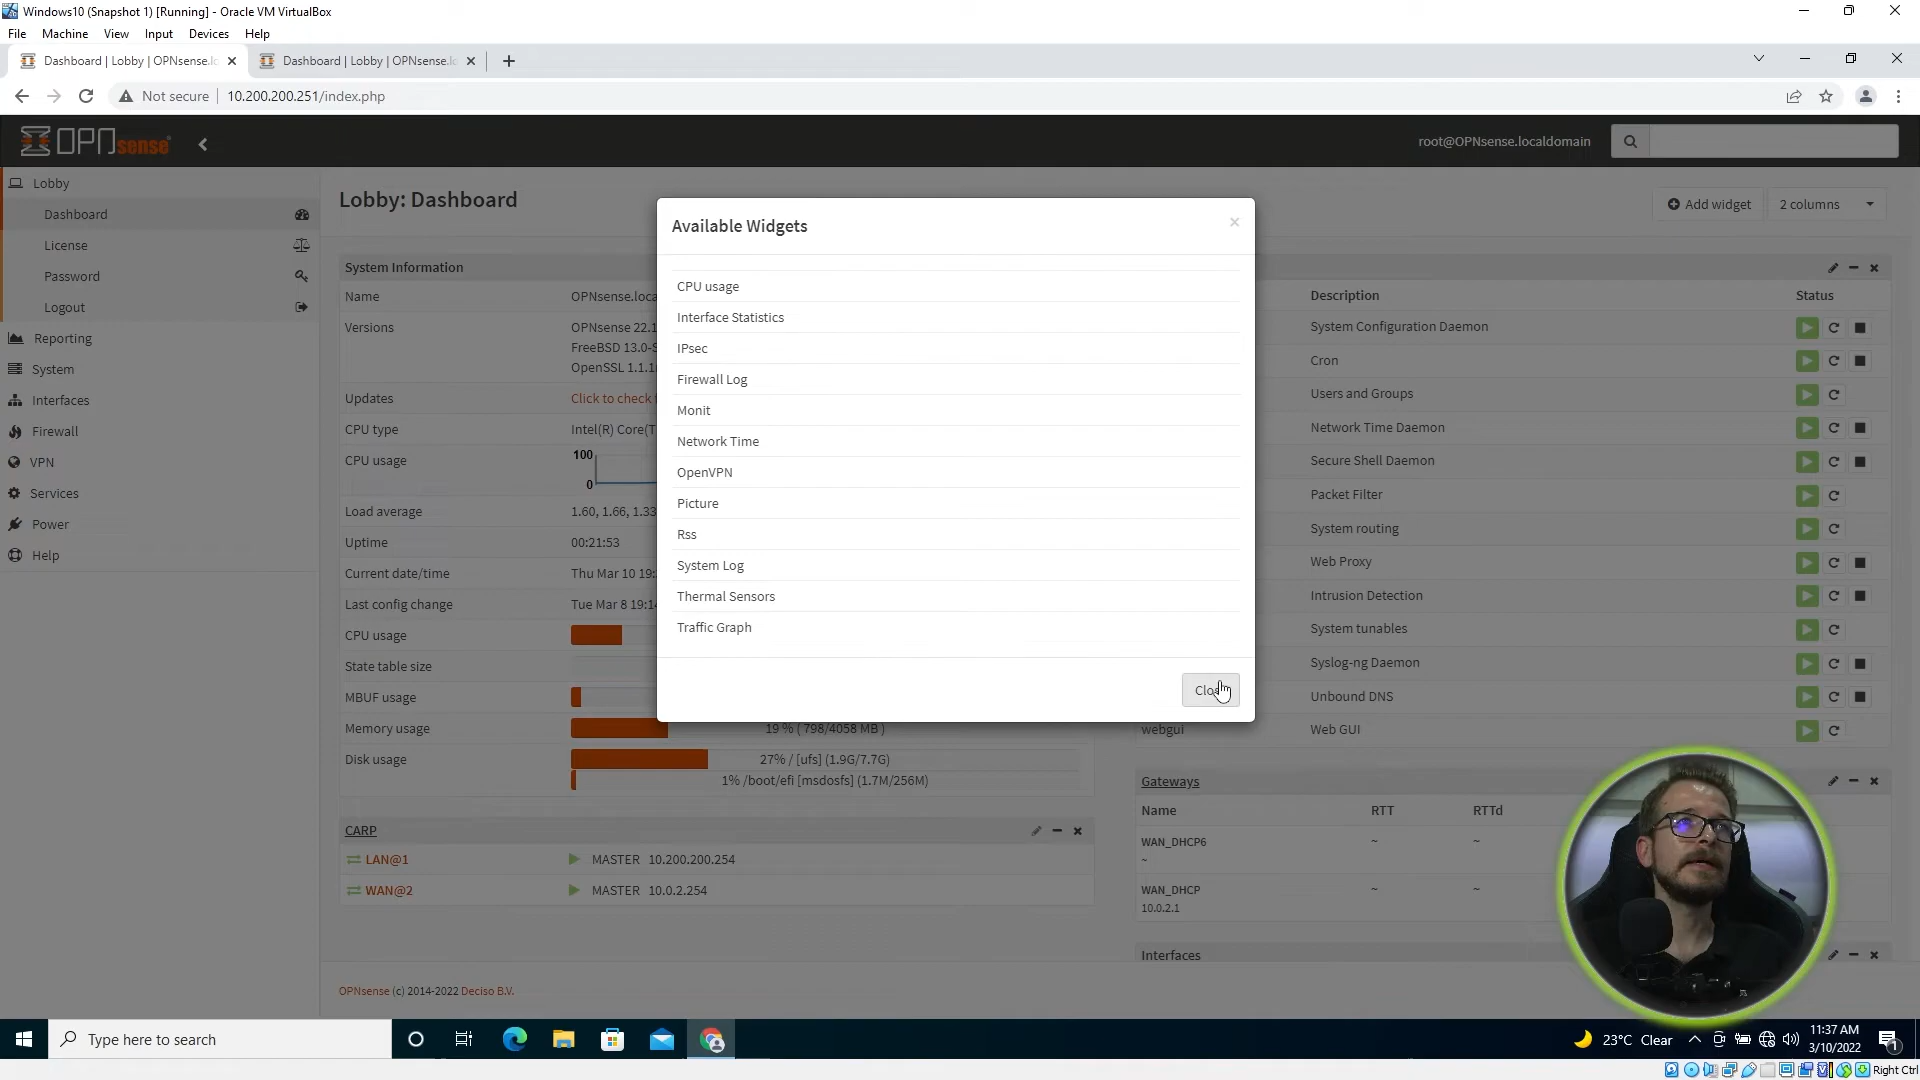 Windows10 (Snapshot 1) [Running] - Oracle VM VirtualBox
File Machine View Input Devices Help
Dashboard | Lobby | OPNsense.lo
Dashboard | Lobby | OPNsense.lo
Not secure 10.200.200.251/index.php
OPNsense
root@OPNsense.localdomain
Lobby
Dashboard
License
Password
Logout
Reporting
System
Interfaces
Firewall
VPN
Services
Power
Help
Lobby: Dashboard
Add widget
2 columns
System Information
Name OPNsense.loca
Versions OPNsense 22.1
FreeBSD 13.0-S
OpenSSL 1.1.1
Updates Click to check
CPU type Intel(R) Core(T
CPU usage 100
0
Load average 1.60, 1.66, 1.33
Uptime 00:21:53
Current date/time Thu Mar 10 19:
Last config change Tue Mar 8 19:14
CPU usage
State table size
MBUF usage
Memory usage 19 % ( 798/4058 MB )
Disk usage 27% / [ufs] (1.9G/7.7G)
1% /boot/efi [msdosfs] (1.7M/256M)
CARP
LAN@1 MASTER 10.200.200.254
WAN@2 MASTER 10.0.2.254
Available Widgets
×
CPU usage
Interface Statistics
IPsec
Firewall Log
Monit
Network Time
OpenVPN
Picture
Rss
System Log
Thermal Sensors
Traffic Graph
Description Status
System Configuration Daemon
Cron
Users and Groups
Network Time Daemon
Secure Shell Daemon
Packet Filter
System routing
Web Proxy
Intrusion Detection
System tunables
Syslog-ng Daemon
Unbound DNS
webgui Web GUI
Gateways
Name RTT RTTd
WAN_DHCP6 ~ ~
~
WAN_DHCP ~ ~
10.0.2.1
Interfaces
OPNsense (c) 2014-2022 Deciso B.V.
Type here to search
23°C Clear
11:37 AM
3/10/2022
1
Right Ctrl